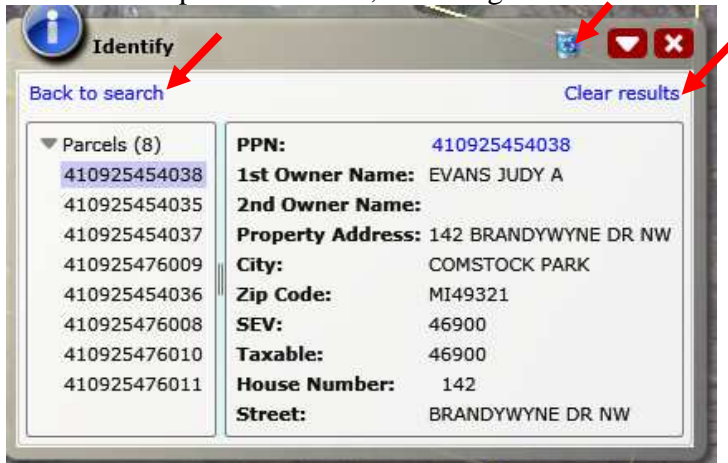 Identify
Back to search
Clear results
Parcels (8)
410925454038
410925454035
410925454037
410925476009
410925454036
410925476008
410925476010
410925476011
PPN: 410925454038
1st Owner Name: EVANS JUDY A
2nd Owner Name:
Property Address: 142 BRANDYWYNE DR NW
City: COMSTOCK PARK
Zip Code: MI49321
SEV: 46900
Taxable: 46900
House Number: 142
Street: BRANDYWYNE DR NW